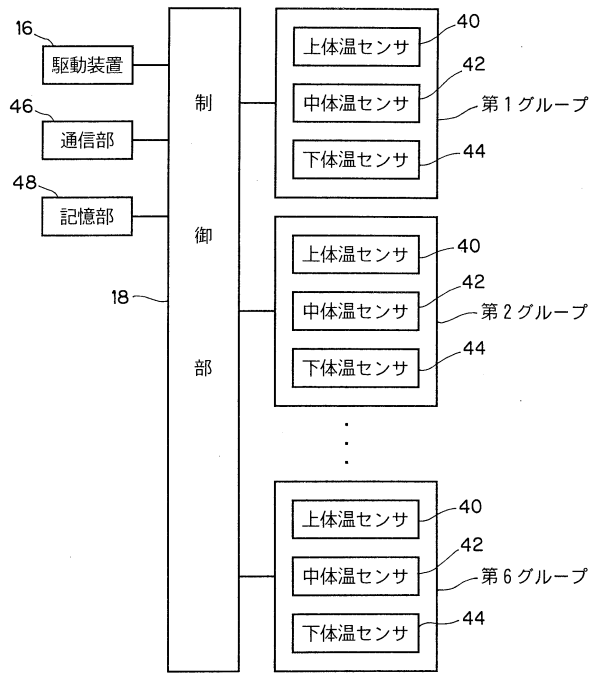 16
駆動装置
46
通信部
48
記憶部
18
制
御
部
上体温センサ
40
中体温センサ
42
下体温センサ
44
第1グループ
上体温センサ
40
中体温センサ
42
下体温センサ
44
第2グループ
上体温センサ
40
中体温センサ
42
下体温センサ
44
第6グループ